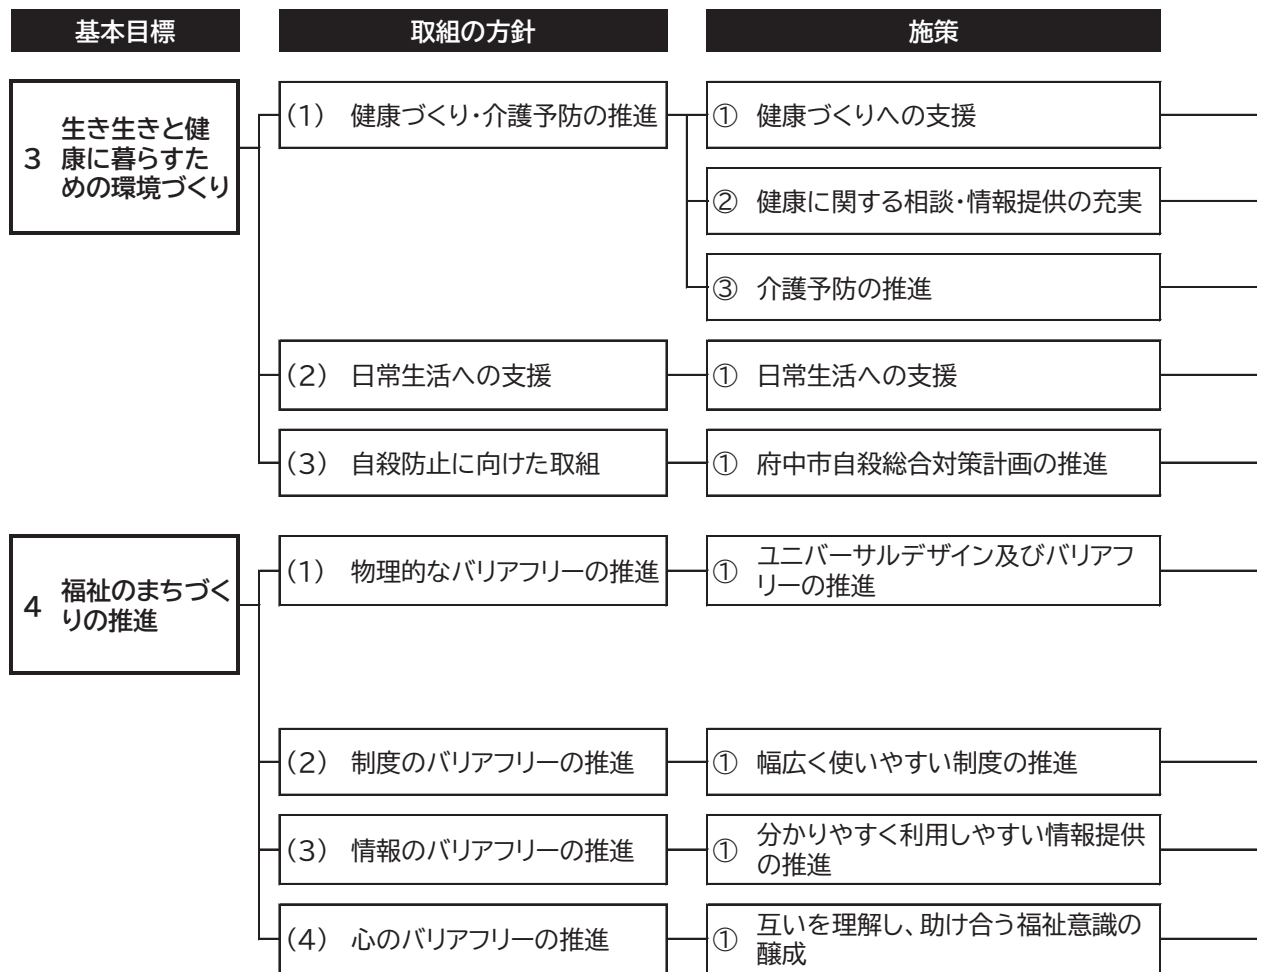 基本目標
取組の方針
施策
3 生き生きと健
康に暮らすた
めの環境づくり
(1) 健康づくり・介護予防の推進
① 健康づくりへの支援
② 健康に関する相談・情報提供の充実
③ 介護予防の推進
(2) 日常生活への支援
① 日常生活への支援
(3) 自殺防止に向けた取組
① 府中市自殺総合対策計画の推進
4 福祉のまちづく
りの推進
(1) 物理的なバリアフリーの推進
① ユニバーサルデザイン及びバリアフ
リーの推進
(2) 制度のバリアフリーの推進
① 幅広く使いやすい制度の推進
(3) 情報のバリアフリーの推進
① 分かりやすく利用しやすい情報提供
の推進
(4) 心のバリアフリーの推進
① 互いを理解し、助け合う福祉意識の
醸成